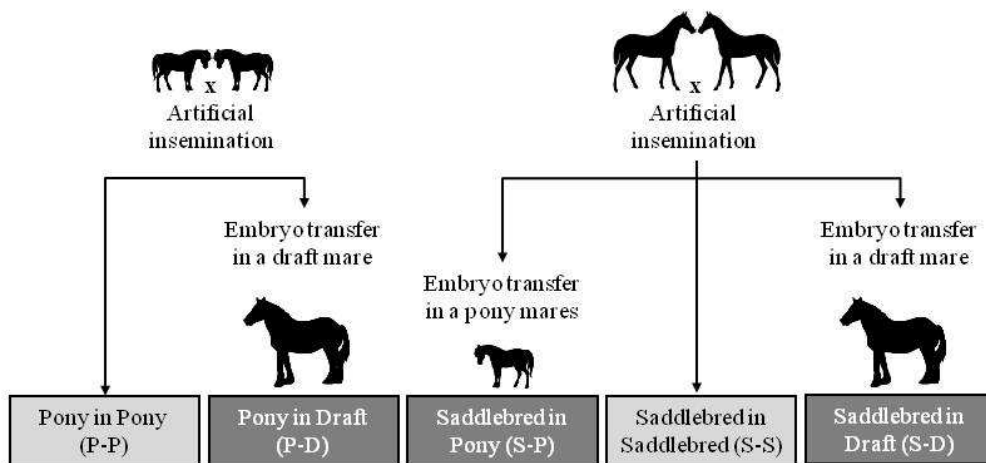 x
Artificial
insemination
x
Artificial
insemination
Embryo transfer
in a draft mare
Embryo transfer
in a pony mares
Embryo transfer
in a draft mare
Pony in Pony
(P-P)
Pony in Draft
(P-D)
Saddlebred in
Pony (S-P)
Saddlebred in
Saddlebred (S-S)
Saddlebred in
Draft (S-D)